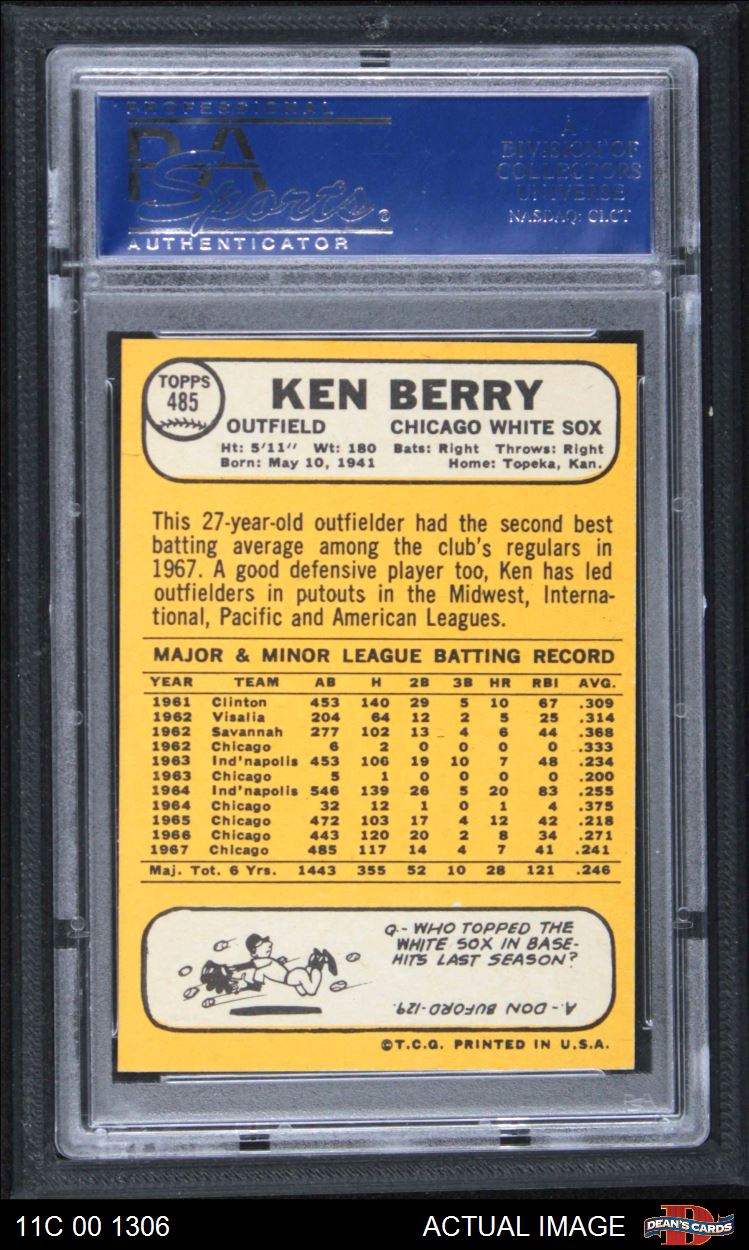 PROFESSIONAL
PSA
Sports®
AUTHENTICATOR
A
DIVISION OF
COLLECTORS
UNIVERSE
NASDAQ: CLCT
TOPPS
485
KEN BERRY
OUTFIELD CHICAGO WHITE SOX
Ht: 5'11" Wt: 180 Bats: Right Throws: Right
Born: May 10, 1941 Home: Topeka, Kan.
This 27-year-old outfielder had the second best
batting average among the club's regulars in
1967. A good defensive player too, Ken has led
outfielders in putouts in the Midwest, Interna-
tional, Pacific and American Leagues.
MAJOR & MINOR LEAGUE BATTING RECORD
YEAR TEAM AB H 2B 3B HR RBI AVG.
1961 Clinton 453 140 29 5 10 67 .309
1962 Visalia 204 64 12 2 5 25 .314
1962 Savannah 277 102 13 4 6 44 .368
1962 Chicago 6 2 0 0 0 0 .333
1963 Ind'napolis 453 106 19 10 7 48 .234
1963 Chicago 5 1 0 0 0 0 .200
1964 Ind'napolis 546 139 26 5 20 83 .255
1964 Chicago 32 12 1 0 1 4 .375
1965 Chicago 472 103 17 4 12 42 .218
1966 Chicago 443 120 20 2 8 34 .271
1967 Chicago 485 117 14 4 7 41 .241
Maj. Tot. 6 Yrs. 1443 355 52 10 28 121 .246
Q.-WHO TOPPED THE
WHITE SOX IN BASE-
HITS LAST SEASON?
A.-DON BUFORD-129.
©T.C.G. PRINTED IN U.S.A.
PSA
11C 00 1306 ACTUAL IMAGE
D
DEAN'S CARDS